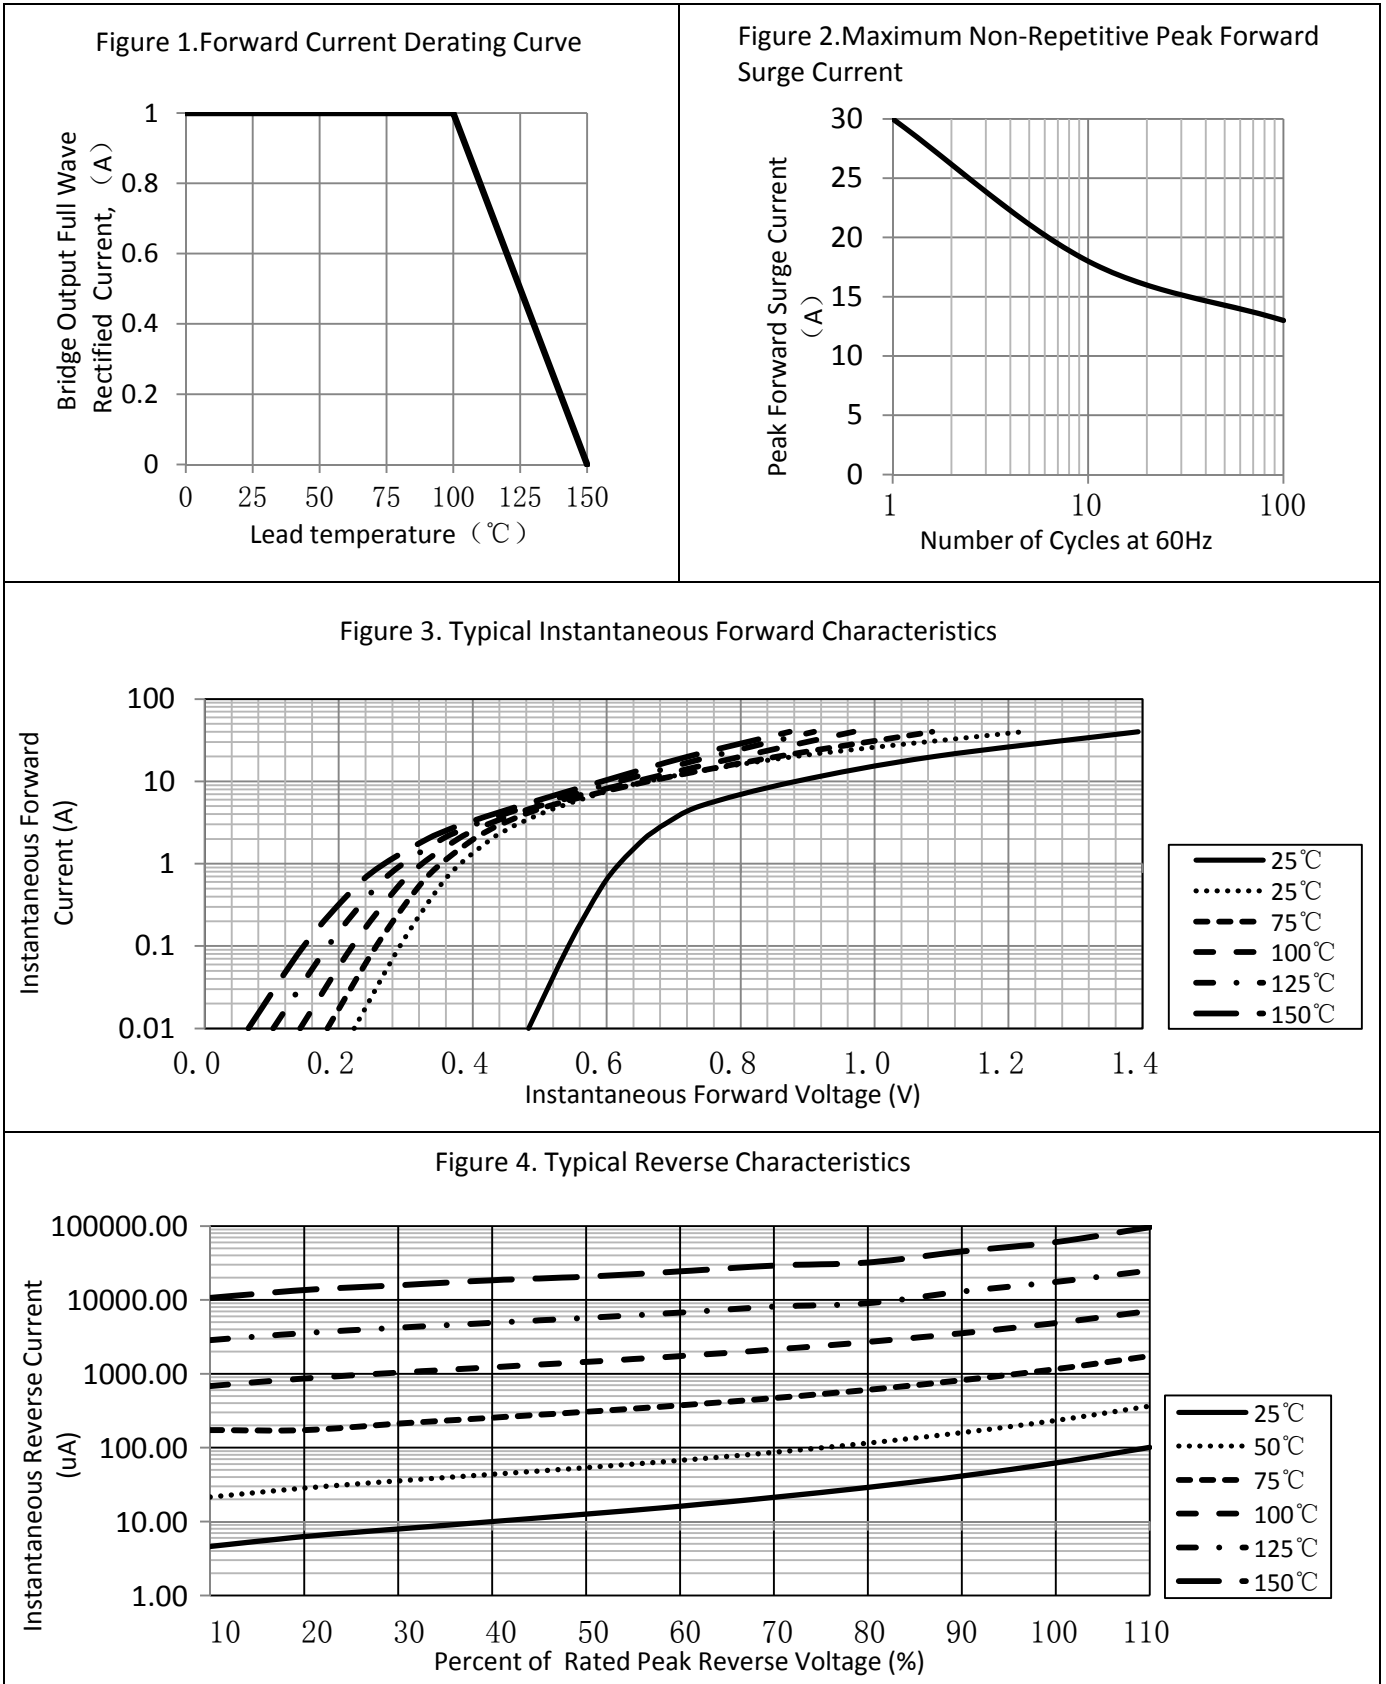 Figure 1.Forward Current Derating Curve
Bridge Output Full Wave
Rectified Current, （A）
1
0.8
0.6
0.4
0.2
0
0 25 50 75 100 125 150
Lead temperature（℃）
Figure 2.Maximum Non-Repetitive Peak Forward
Surge Current
Peak Forward Surge Current
（A）
30
25
20
15
10
5
0
1 10 100
Number of Cycles at 60Hz
Figure 3. Typical Instantaneous Forward Characteristics
Instantaneous Forward
Current (A)
100
10
1
0.1
0.01
0.0 0.2 0.4 0.6 0.8 1.0 1.2 1.4
Instantaneous Forward Voltage (V)
25℃
25℃
75℃
100℃
125℃
150℃
Figure 4. Typical Reverse Characteristics
Instantaneous Reverse Current
(uA)
100000.00
10000.00
1000.00
100.00
10.00
1.00
10 20 30 40 50 60 70 80 90 100 110
Percent of Rated Peak Reverse Voltage (%)
25℃
50℃
75℃
100℃
125℃
150℃